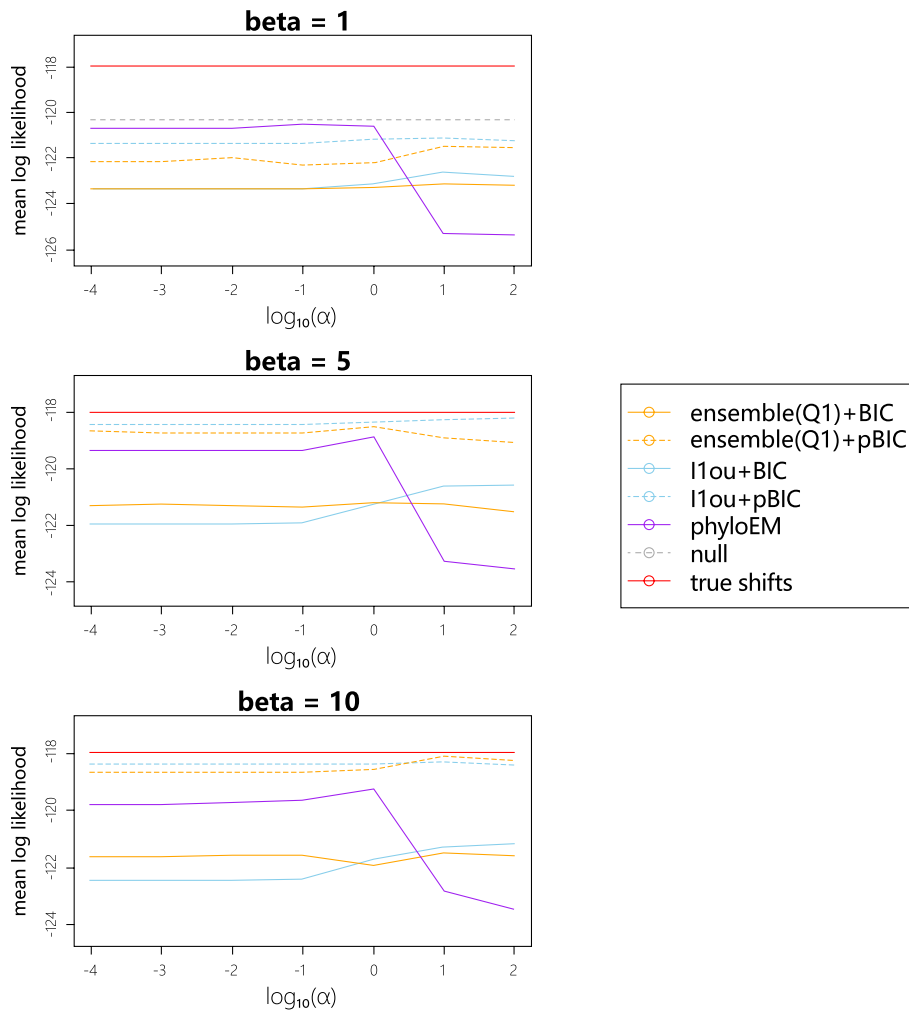 beta = 1
mean log likelihood
-118
-120
-122
-124
-126
-4 -3 -2 -1 0 1 2
log₁₀(α)
beta = 5
mean log likelihood
-118
-120
-122
-124
-4 -3 -2 -1 0 1 2
log₁₀(α)
beta = 10
mean log likelihood
-118
-120
-122
-124
-4 -3 -2 -1 0 1 2
log₁₀(α)
ensemble(Q1)+BIC
ensemble(Q1)+pBIC
l1ou+BIC
l1ou+pBIC
phyloEM
null
true shifts